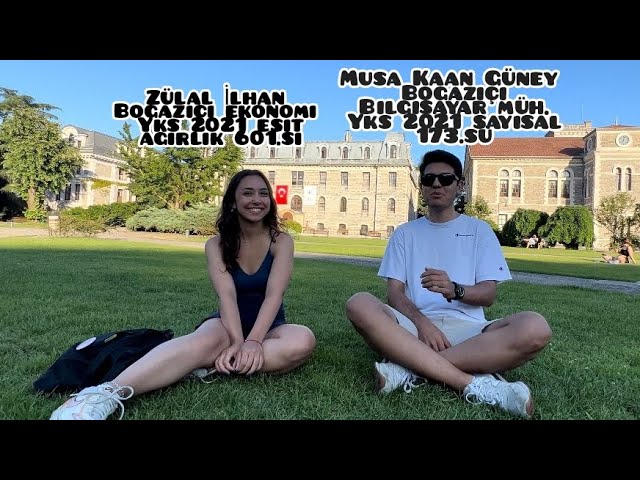 Zülal İlhan
Boğaziçi Ekonomi
Yks 2021 Eşit
ağırlık 601.si
Musa Kaan Güney
Boğaziçi
Bilgisayar müh.
Yks 2021 sayısal
173.sü